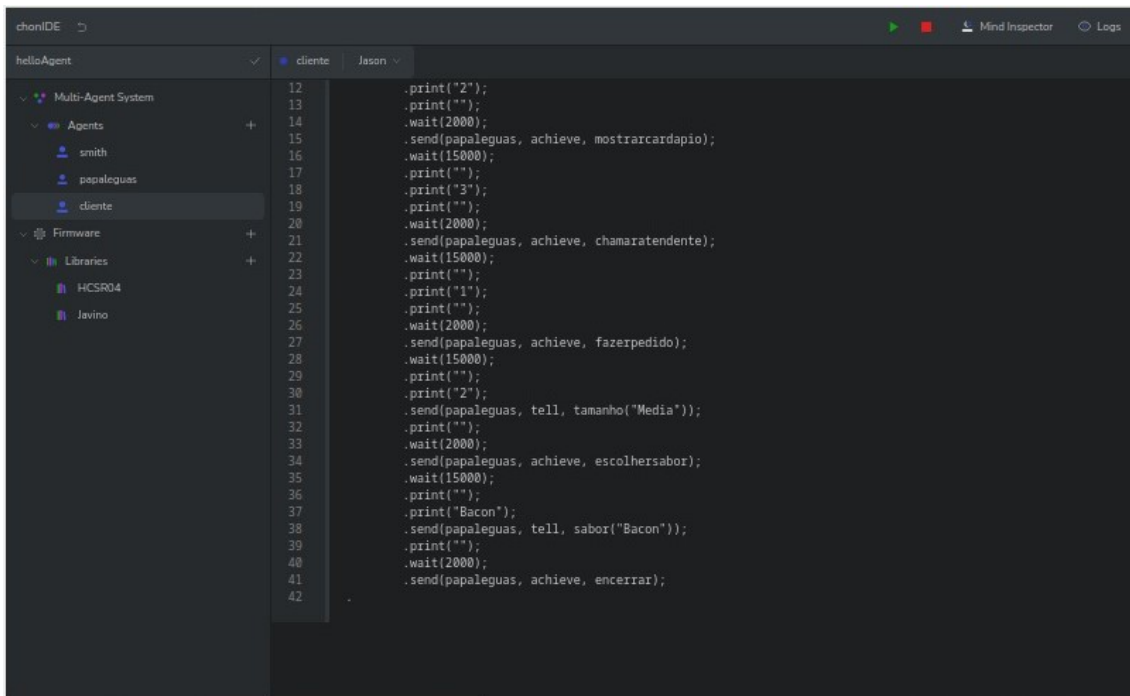 chonIDE
Mind Inspector
Logs
helloAgent
cliente
Jason
Multi-Agent System
Agents +
smith
papaleguas
cliente
Firmware +
Libraries +
HCSR04
Javino
12 .print("2");
13 .print("");
14 .wait(2000);
15 .send(papaleguas, achieve, mostrarcardapio);
16 .wait(15000);
17 .print("");
18 .print("3");
19 .print("");
20 .wait(2000);
21 .send(papaleguas, achieve, chamaratendente);
22 .wait(15000);
23 .print("");
24 .print("1");
25 .print("");
26 .wait(2000);
27 .send(papaleguas, achieve, fazerpedido);
28 .wait(15000);
29 .print("");
30 .print("2");
31 .send(papaleguas, tell, tamanho("Media"));
32 .print("");
33 .wait(2000);
34 .send(papaleguas, achieve, escolhersabor);
35 .wait(15000);
36 .print("");
37 .print("Bacon");
38 .send(papaleguas, tell, sabor("Bacon"));
39 .print("");
40 .wait(2000);
41 .send(papaleguas, achieve, encerrar);
42 .